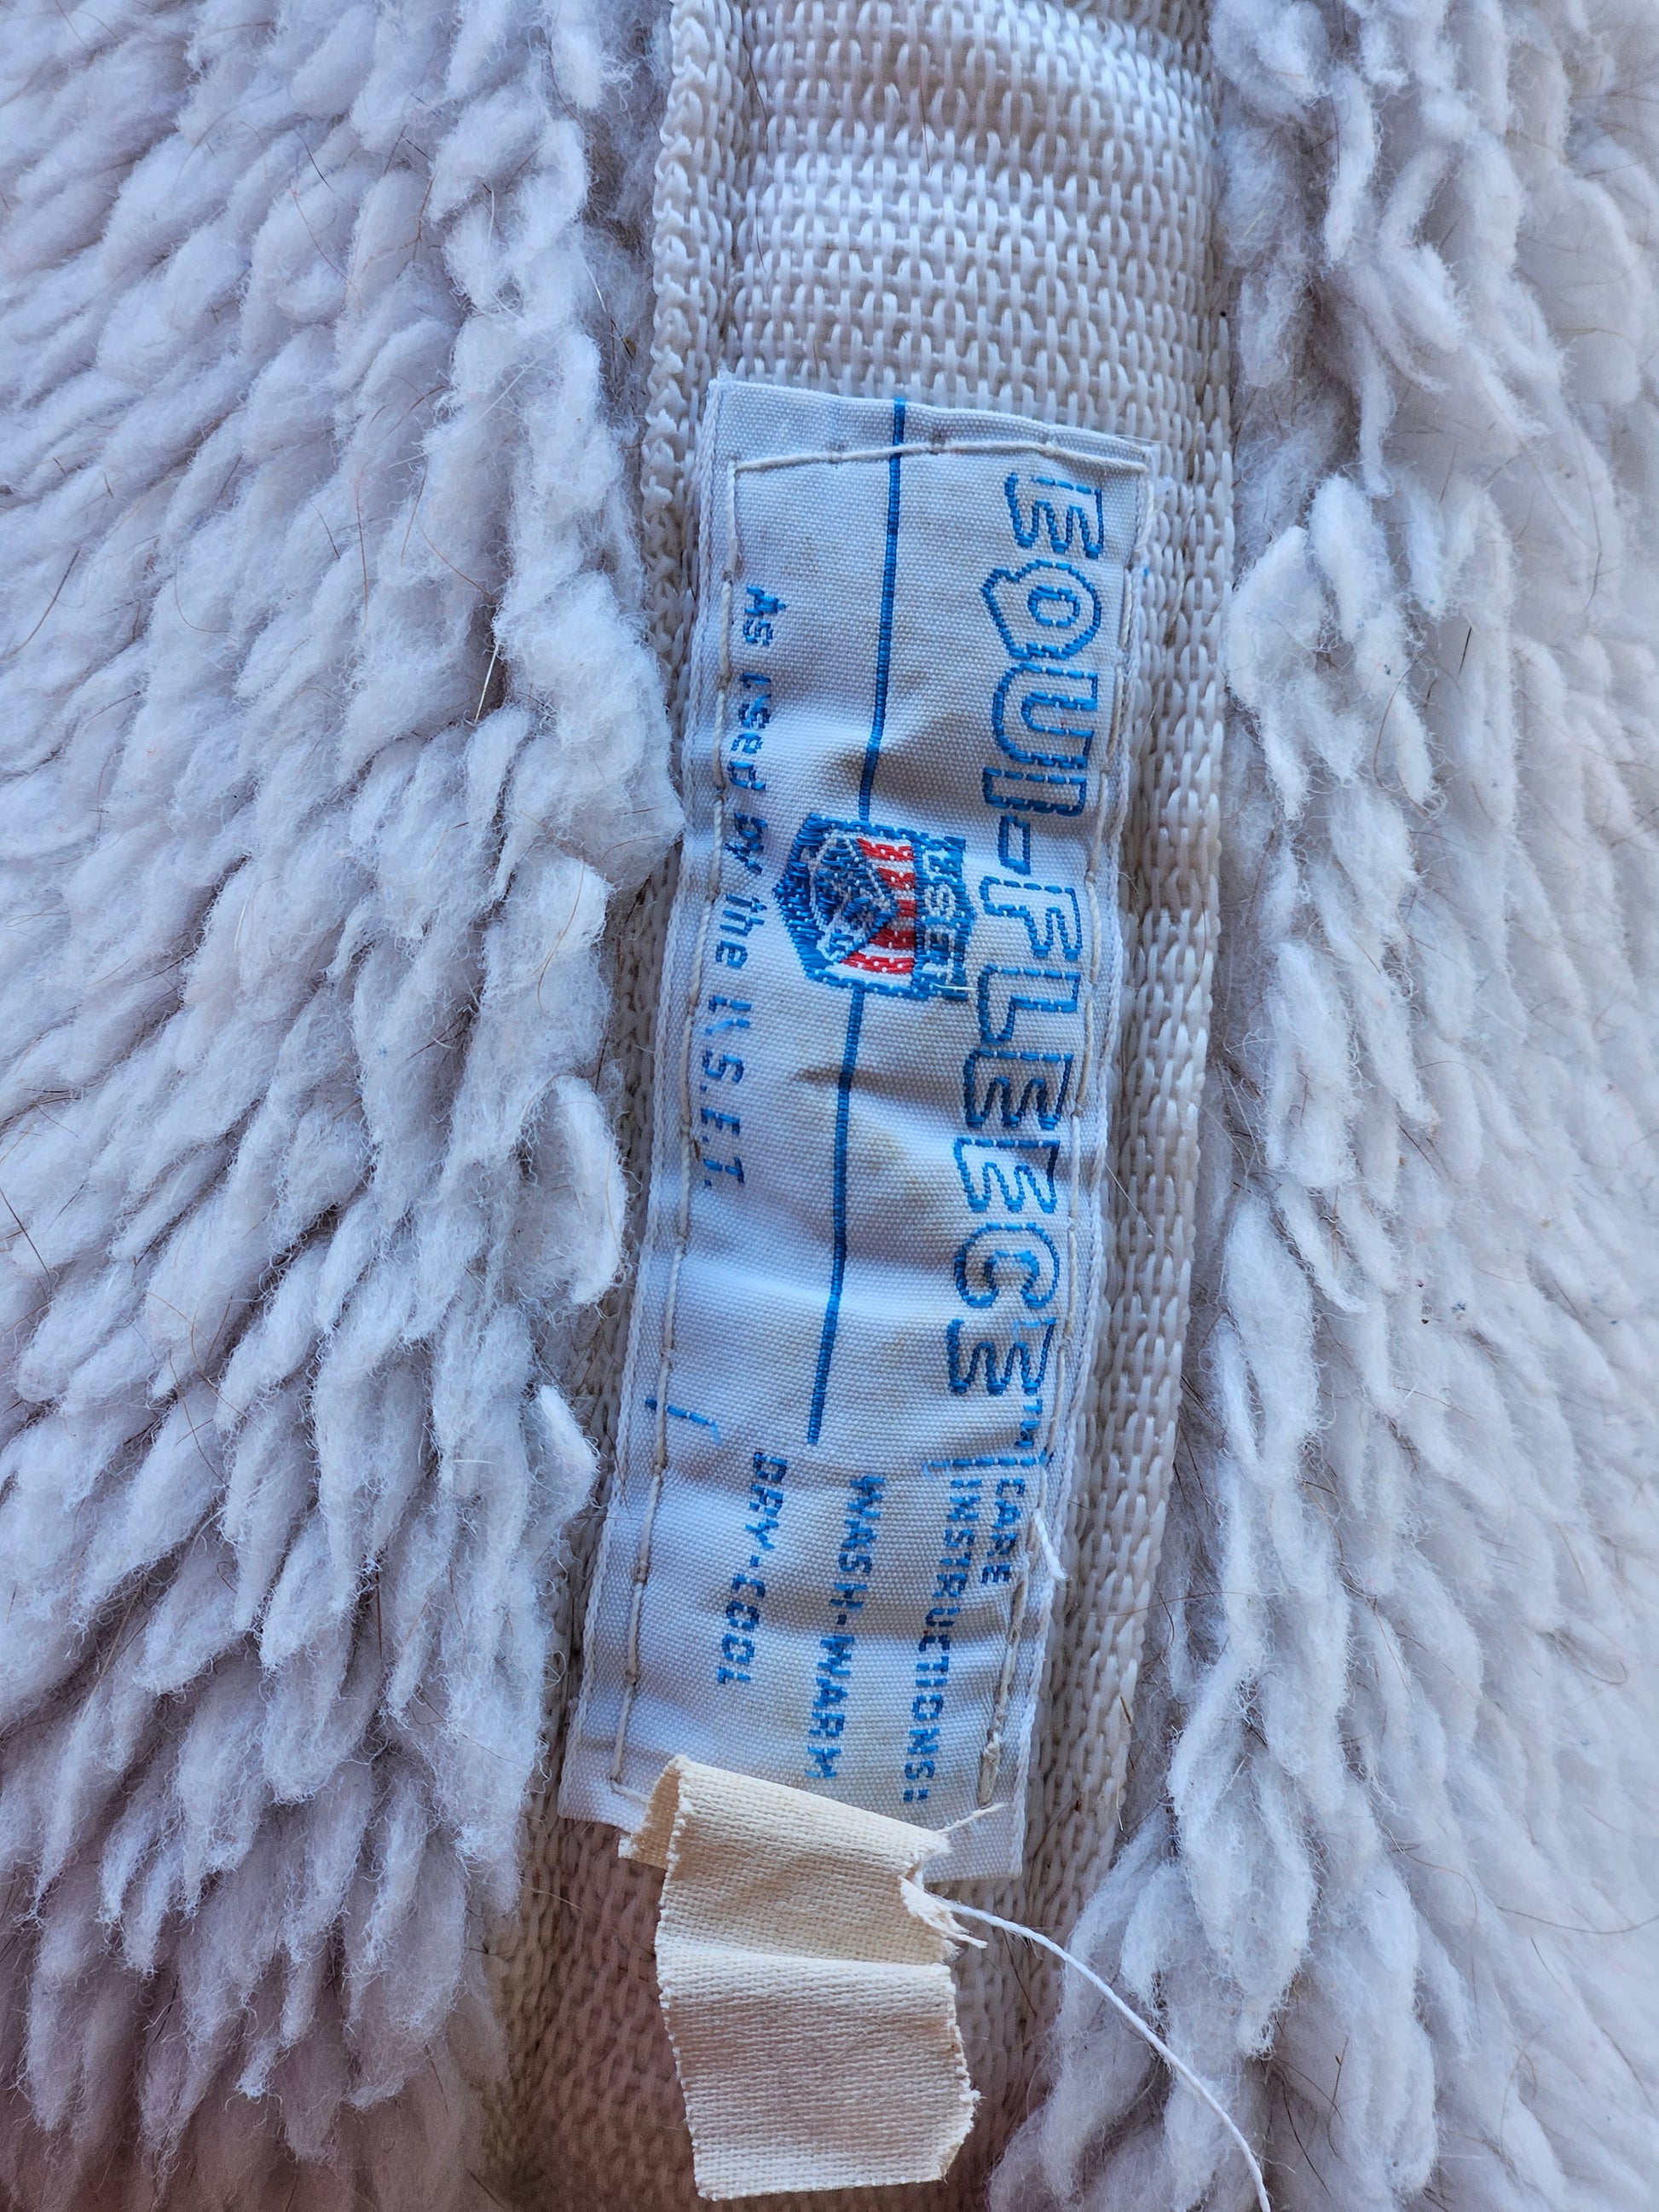 EQUI-FLEECE™
USET
As used by the U.S.E.T.
CARE
INSTRUCTIONS:
WASH-WARM
DRY-COOL